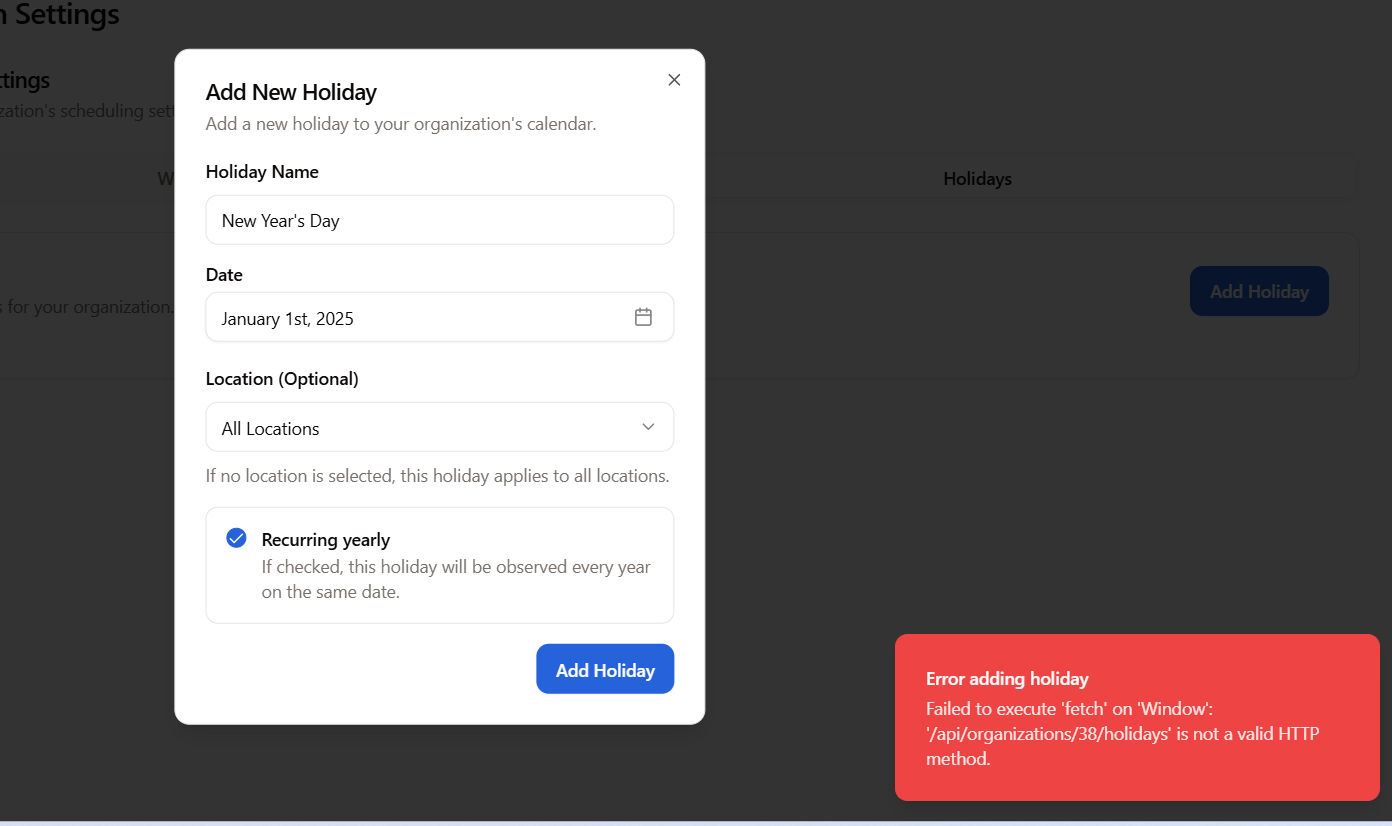 n Settings
ttings
zation's scheduling sett
W
Holidays
s for your organization.
Add Holiday
Add New Holiday
Add a new holiday to your organization's calendar.
Holiday Name
New Year's Day
Date
January 1st, 2025
Location (Optional)
All Locations
If no location is selected, this holiday applies to all locations.
Recurring yearly
If checked, this holiday will be observed every year
on the same date.
Add Holiday
Error adding holiday
Failed to execute 'fetch' on 'Window':
'/api/organizations/38/holidays' is not a valid HTTP
method.